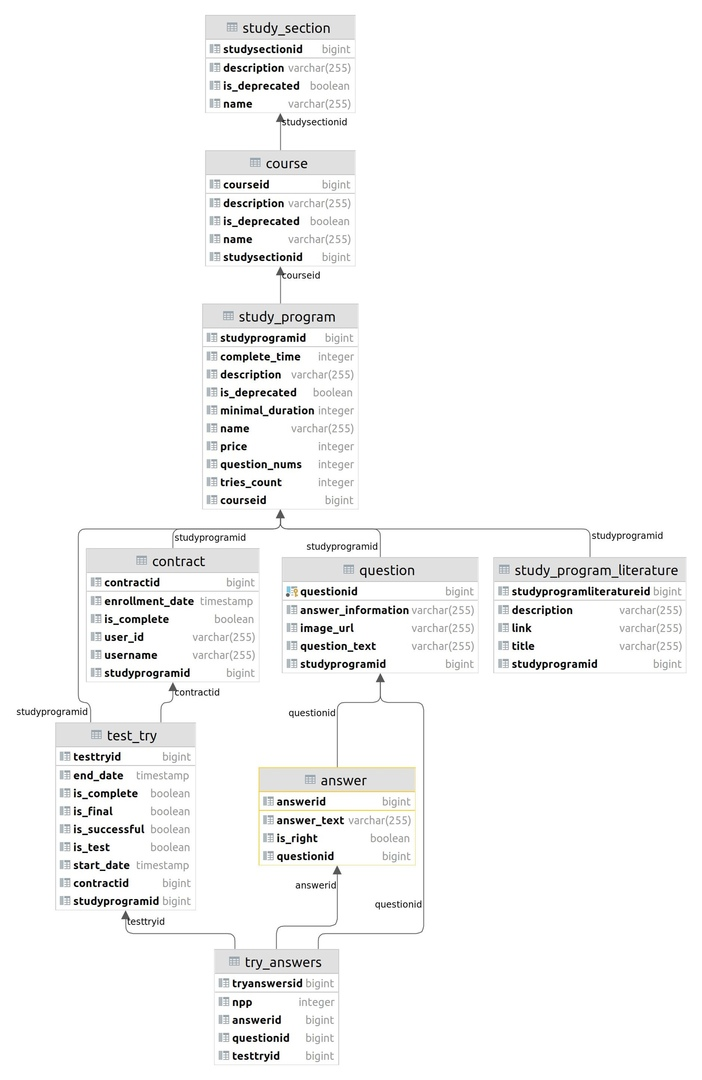 study_section
studysectionid bigint
description varchar(255)
is_deprecated boolean
name varchar(255)
studysectionid
course
courseid bigint
description varchar(255)
is_deprecated boolean
name varchar(255)
studysectionid bigint
courseid
study_program
studyprogramid bigint
complete_time integer
description varchar(255)
is_deprecated boolean
minimal_duration integer
name varchar(255)
price integer
question_nums integer
tries_count integer
courseid bigint
studyprogramid
studyprogramid
studyprogramid
contract
contractid bigint
enrollment_date timestamp
is_complete boolean
user_id varchar(255)
username varchar(255)
studyprogramid bigint
question
questionid bigint
answer_information varchar(255)
image_url varchar(255)
question_text varchar(255)
studyprogramid bigint
study_program_literature
studyprogramliteratureid bigint
description varchar(255)
link varchar(255)
title varchar(255)
studyprogramid bigint
contractid
studyprogramid
questionid
test_try
testtryid bigint
end_date timestamp
is_complete boolean
is_final boolean
is_successful boolean
is_test boolean
start_date timestamp
contractid bigint
studyprogramid bigint
answer
answerid bigint
answer_text varchar(255)
is_right boolean
questionid bigint
answerid
questionid
testtryid
try_answers
tryanswersid bigint
npp integer
answerid bigint
questionid bigint
testtryid bigint